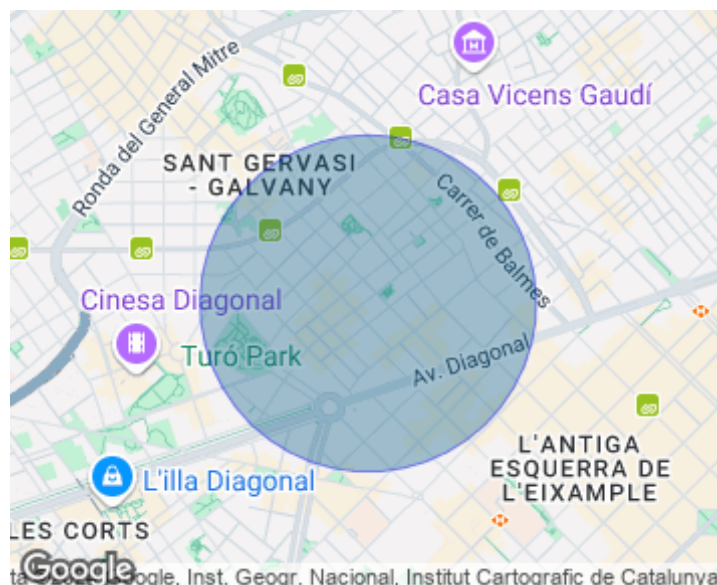 Ronda del General Mitre
Casa Vicens Gaudí
SANT GERVASI
- GALVANY
Carrer de Balmes
Cinesa Diagonal
Turó Park
Av. Diagonal
L'illa Diagonal
L'ANTIGA
ESQUERRA DE
L'EIXAMPLE
LES CORTS
Google
Google, Inst. Geogr. Nacional, Institut Cartografic de Catalunya